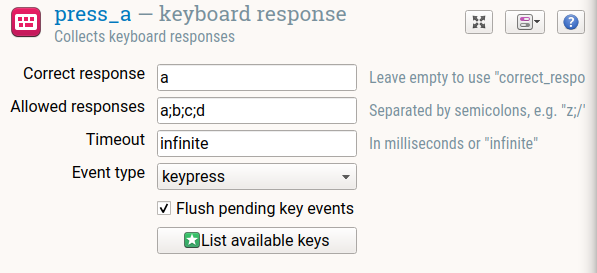 press_a — keyboard response
Collects keyboard responses
Correct response a Leave empty to use "correct_respo
Allowed responses a;b;c;d Separated by semicolons, e.g. "z;/"
Timeout infinite In milliseconds or "infinite"
Event type keypress
Flush pending key events
List available keys